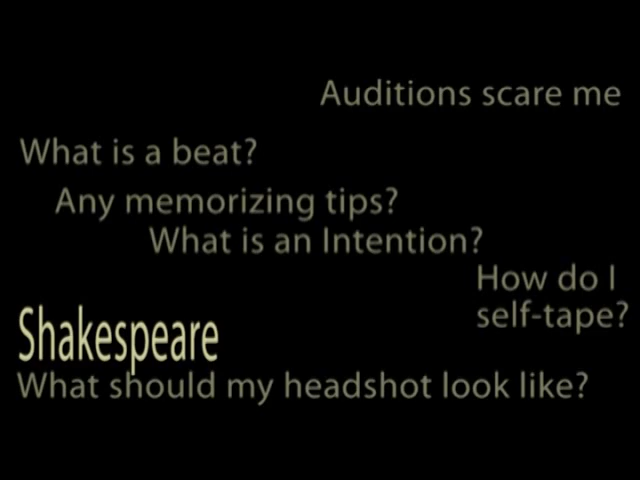 Auditions scare me
What is a beat?
Any memorizing tips?
What is an Intention?
How do I
self-tape?
Shakespeare
What should my headshot look like?